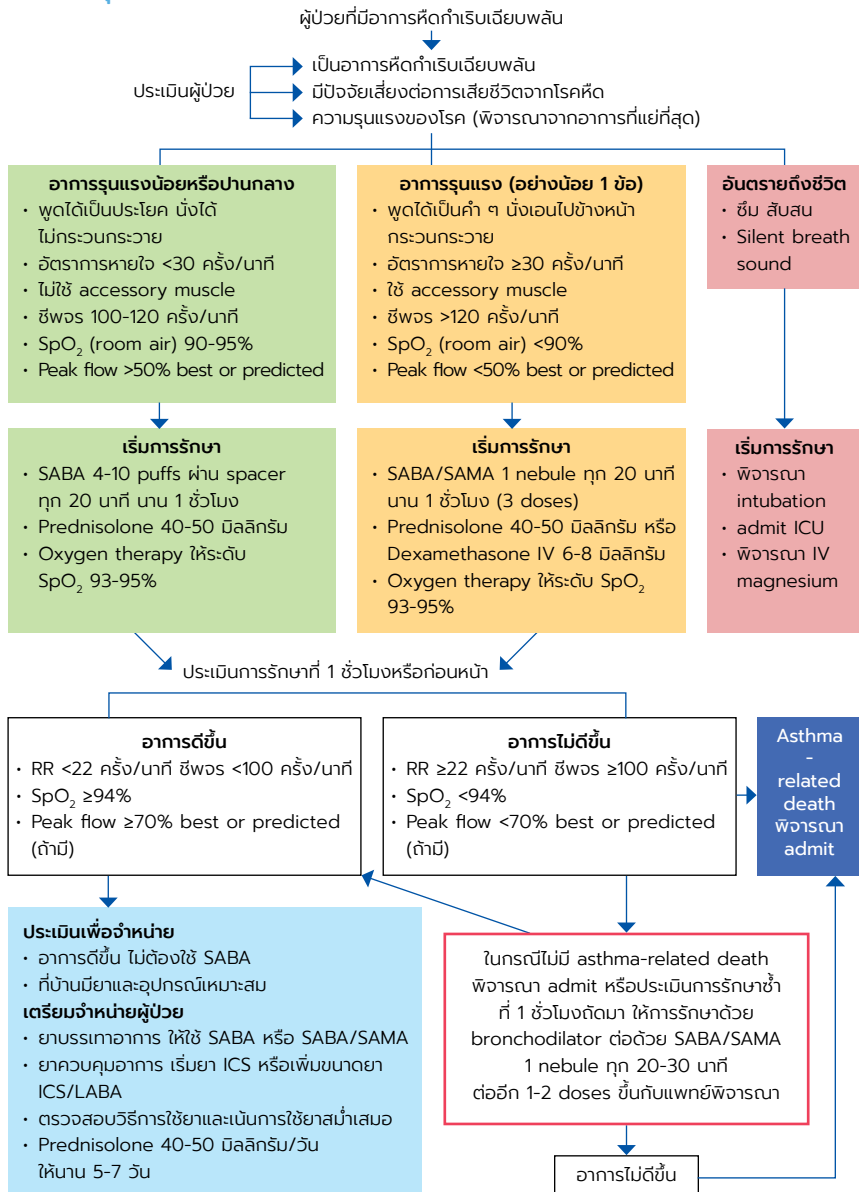 ผู้ป่วยที่มีอาการหืดกำเริบเฉียบพลัน
ประเมินผู้ป่วย
เป็นอาการหืดกำเริบเฉียบพลัน
มีปัจจัยเสี่ยงต่อการเสียชีวิตจากโรคหืด
ความรุนแรงของโรค (พิจารณาจากอาการที่แย่ที่สุด)
อาการรุนแรงน้อยหรือปานกลาง
• พูดได้เป็นประโยค นั่งได้
ไม่กระวนกระวาย
• อัตราการหายใจ <30 ครั้ง/นาที
• ไม่ใช้ accessory muscle
• ชีพจร 100-120 ครั้ง/นาที
• SpO₂ (room air) 90-95%
• Peak flow >50% best or predicted
อาการรุนแรง (อย่างน้อย 1 ข้อ)
• พูดได้เป็นคำ ๆ นั่งเอนไปข้างหน้า
กระวนกระวาย
• อัตราการหายใจ ≥30 ครั้ง/นาที
• ใช้ accessory muscle
• ชีพจร >120 ครั้ง/นาที
• SpO₂ (room air) <90%
• Peak flow <50% best or predicted
อันตรายถึงชีวิต
• ซึม สับสน
• Silent breath
sound
เริ่มการรักษา
• SABA 4-10 puffs ผ่าน spacer
ทุก 20 นาที นาน 1 ชั่วโมง
• Prednisolone 40-50 มิลลิกรัม
• Oxygen therapy ให้ระดับ
SpO₂ 93-95%
เริ่มการรักษา
• SABA/SAMA 1 nebule ทุก 20 นาที
นาน 1 ชั่วโมง (3 doses)
• Prednisolone 40-50 มิลลิกรัม หรือ
Dexamethasone IV 6-8 มิลลิกรัม
• Oxygen therapy ให้ระดับ SpO₂
93-95%
เริ่มการรักษา
• พิจารณา
intubation
• admit ICU
• พิจารณา IV
magnesium
ประเมินการรักษาที่ 1 ชั่วโมงหรือก่อนหน้า
อาการดีขึ้น
• RR <22 ครั้ง/นาที ชีพจร <100 ครั้ง/นาที
• SpO₂ ≥94%
• Peak flow ≥70% best or predicted
(ถ้ามี)
อาการไม่ดีขึ้น
• RR ≥22 ครั้ง/นาที ชีพจร ≥100 ครั้ง/นาที
• SpO₂ <94%
• Peak flow <70% best or predicted
(ถ้ามี)
Asthma
-
related
death
พิจารณา
admit
ประเมินเพื่อจำหน่าย
• อาการดีขึ้น ไม่ต้องใช้ SABA
• ที่บ้านมียาและอุปกรณ์เหมาะสม
เตรียมจำหน่ายผู้ป่วย
• ยาบรรเทาอาการ ให้ใช้ SABA หรือ SABA/SAMA
• ยาควบคุมอาการ เริ่มยา ICS หรือเพิ่มขนาดยา
ICS/LABA
• ตรวจสอบวิธีการใช้ยาและเน้นการใช้ยาสม่ำเสมอ
• Prednisolone 40-50 มิลลิกรัม/วัน
ให้นาน 5-7 วัน
ในกรณีไม่มี asthma-related death
พิจารณา admit หรือประเมินการรักษาซ้ำ
ที่ 1 ชั่วโมงถัดมา ให้การรักษาด้วย
bronchodilator ต่อด้วย SABA/SAMA
1 nebule ทุก 20-30 นาที
ต่ออีก 1-2 doses ขึ้นกับแพทย์พิจารณา
อาการไม่ดีขึ้น